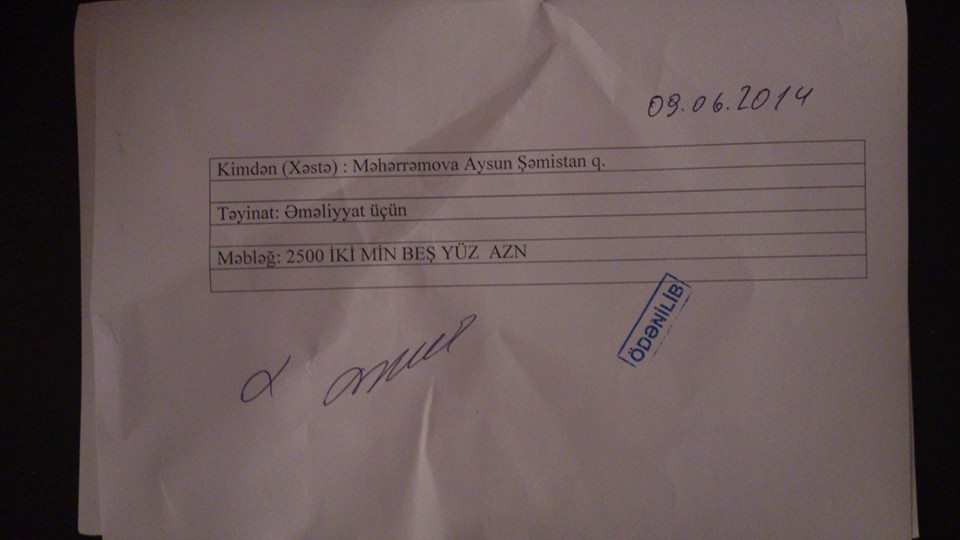 09.06.2014
Kimdən (Xəstə) : Məhərrəmova Aysun Şəmistan q.
Təyinat: Əməliyyat üçün
Məbləğ: 2500 İKİ MİN BEŞ YÜZ  AZN
ÖDƏNİLİB